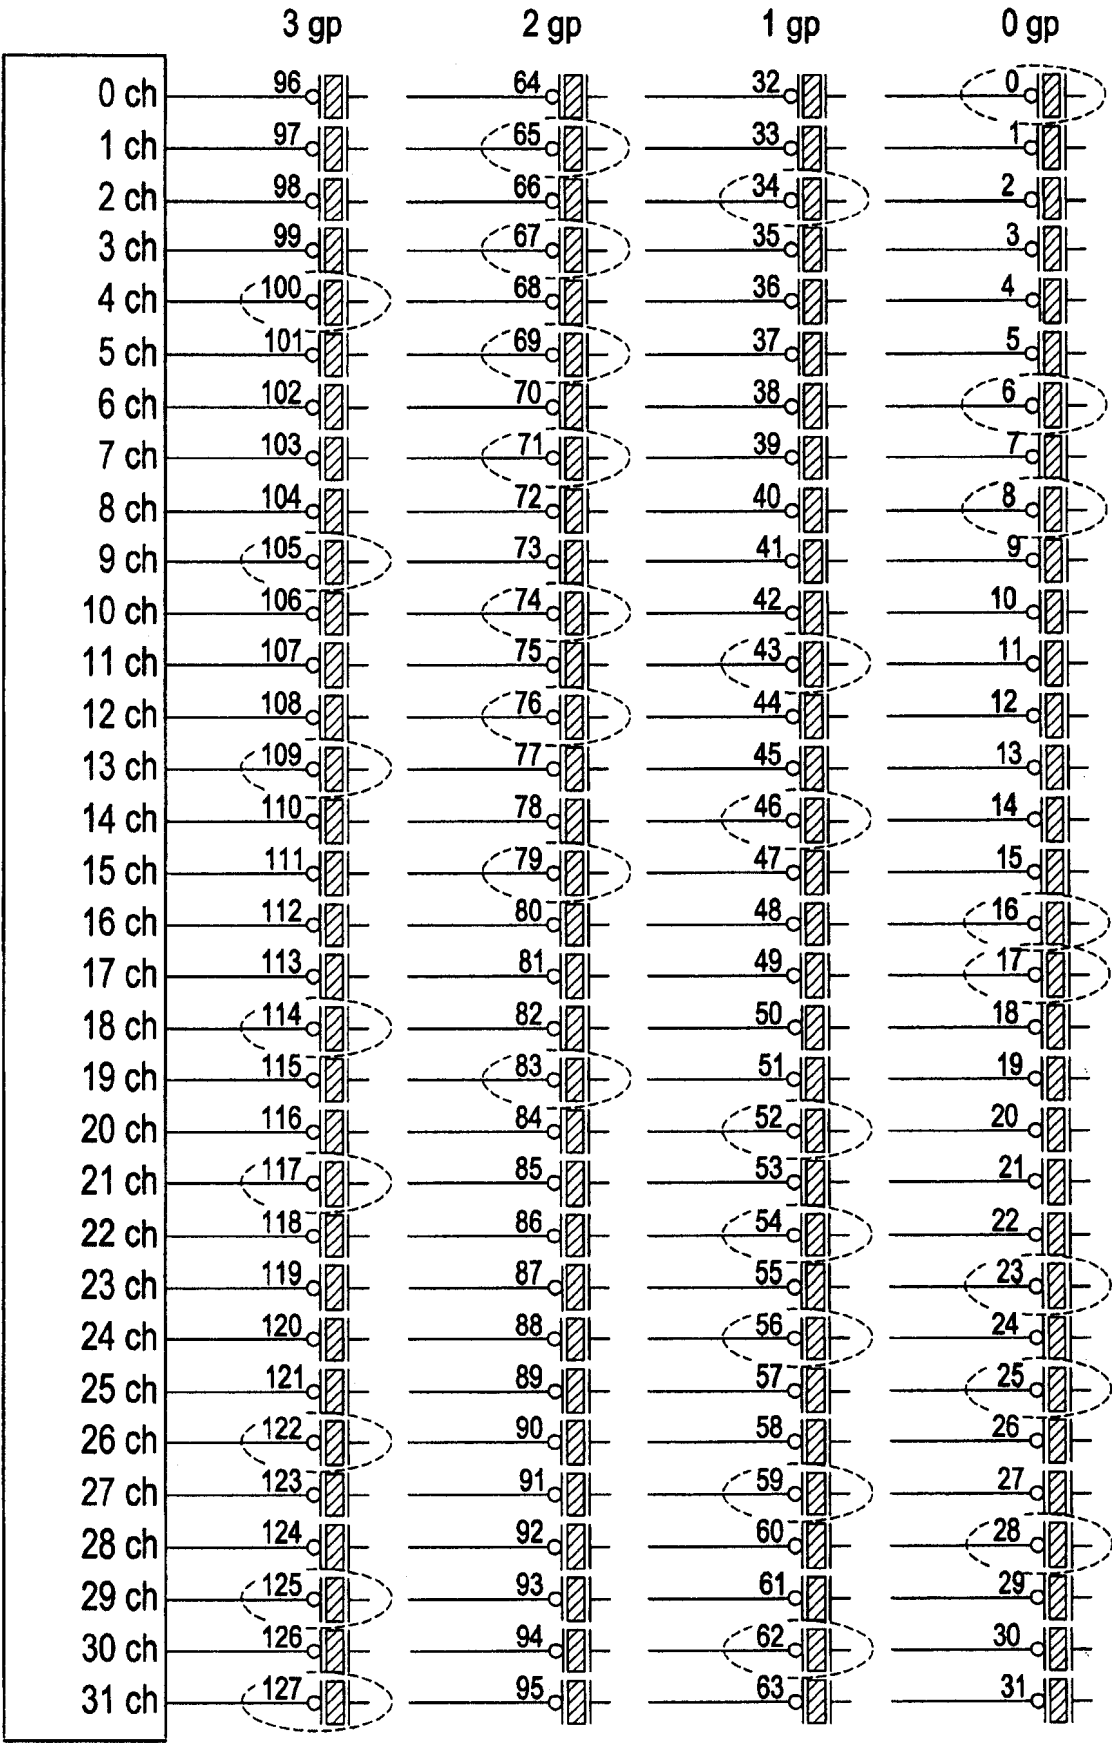 3 gp 2 gp 1 gp 0 gp
0 ch 96 64 32 0
1 ch 97 65 33 1
2 ch 98 66 34 2
3 ch 99 67 35 3
4 ch 100 68 36 4
5 ch 101 69 37 5
6 ch 102 70 38 6
7 ch 103 71 39 7
8 ch 104 72 40 8
9 ch 105 73 41 9
10 ch 106 74 42 10
11 ch 107 75 43 11
12 ch 108 76 44 12
13 ch 109 77 45 13
14 ch 110 78 46 14
15 ch 111 79 47 15
16 ch 112 80 48 16
17 ch 113 81 49 17
18 ch 114 82 50 18
19 ch 115 83 51 19
20 ch 116 84 52 20
21 ch 117 85 53 21
22 ch 118 86 54 22
23 ch 119 87 55 23
24 ch 120 88 56 24
25 ch 121 89 57 25
26 ch 122 90 58 26
27 ch 123 91 59 27
28 ch 124 92 60 28
29 ch 125 93 61 29
30 ch 126 94 62 30
31 ch 127 95 63 31